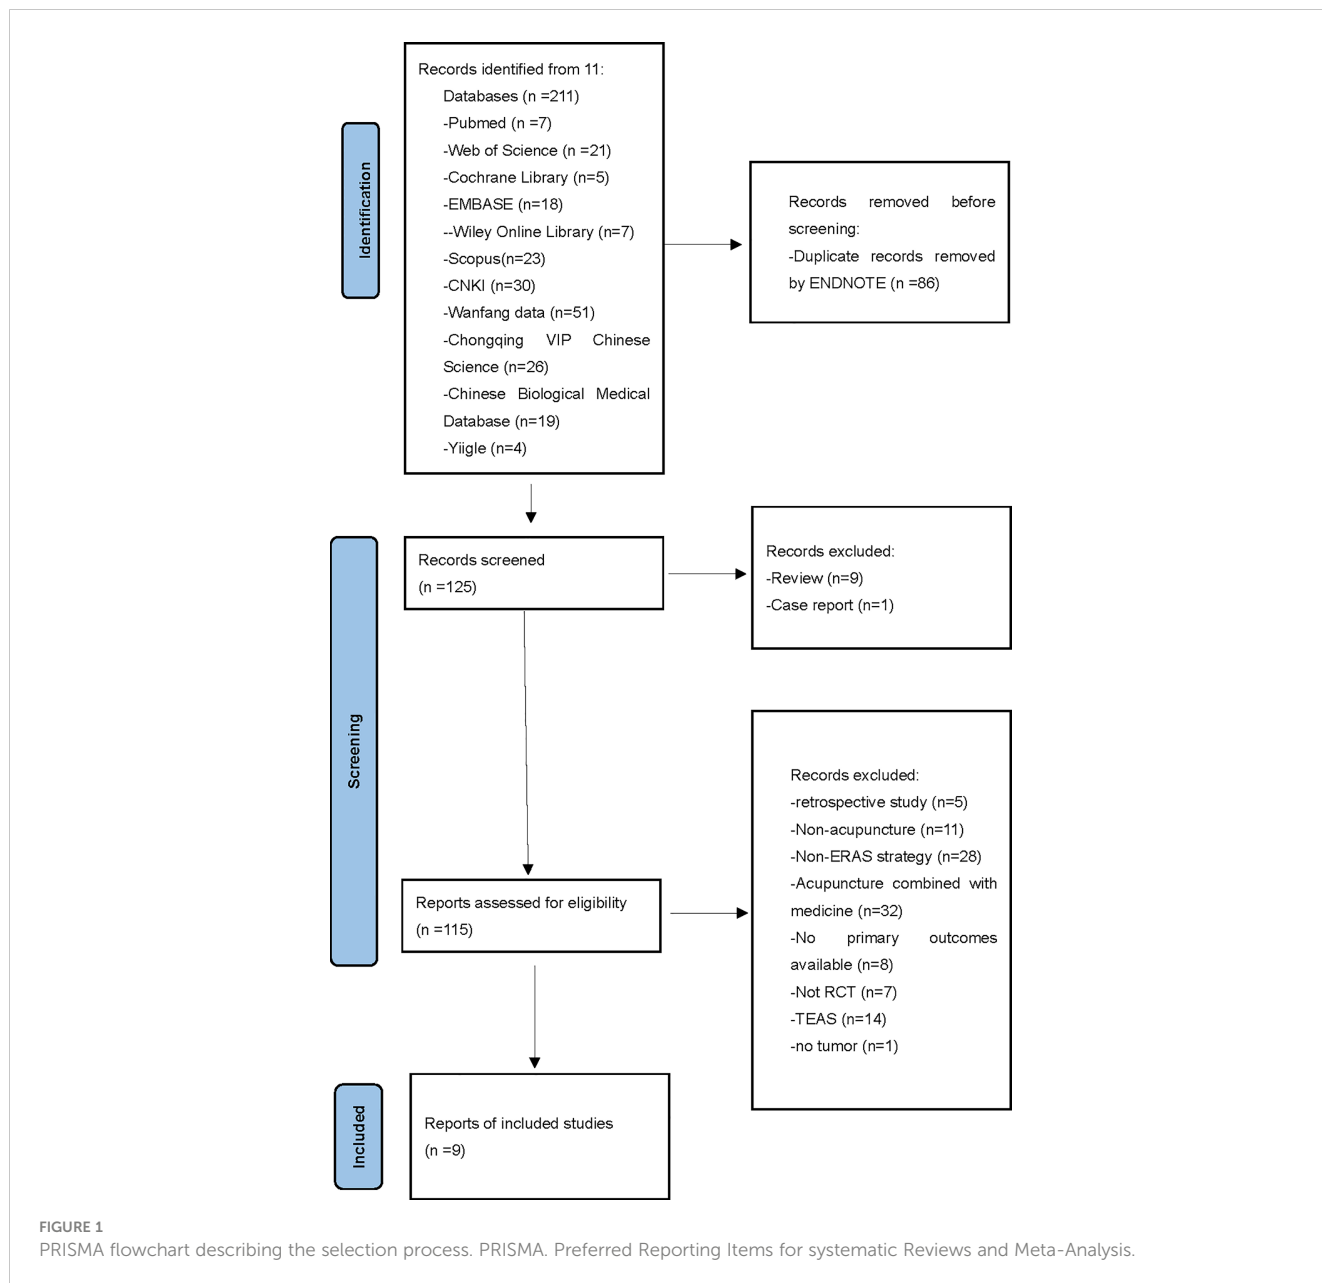 Identification
Records identified from 11:
Databases (n =211)
-Pubmed (n =7)
-Web of Science (n =21)
-Cochrane Library (n=5)
-EMBASE (n=18)
--Wiley Online Library (n=7)
-Scopus(n=23)
-CNKI (n=30)
-Wanfang data (n=51)
-Chongqing VIP Chinese
Science (n=26)
-Chinese Biological Medical
Database (n=19)
-Yiigle (n=4)
Records removed before
screening:
-Duplicate records removed
by ENDNOTE (n =86)
Screening
Records screened
(n =125)
Records excluded:
-Review (n=9)
-Case report (n=1)
Reports assessed for eligibility
(n =115)
Records excluded:
-retrospective study (n=5)
-Non-acupuncture (n=11)
-Non-ERAS strategy (n=28)
-Acupuncture combined with
medicine (n=32)
-No primary outcomes
available (n=8)
-Not RCT (n=7)
-TEAS (n=14)
-no tumor (n=1)
Included
Reports of included studies
(n =9)
FIGURE 1
PRISMA flowchart describing the selection process. PRISMA. Preferred Reporting Items for systematic Reviews and Meta-Analysis.